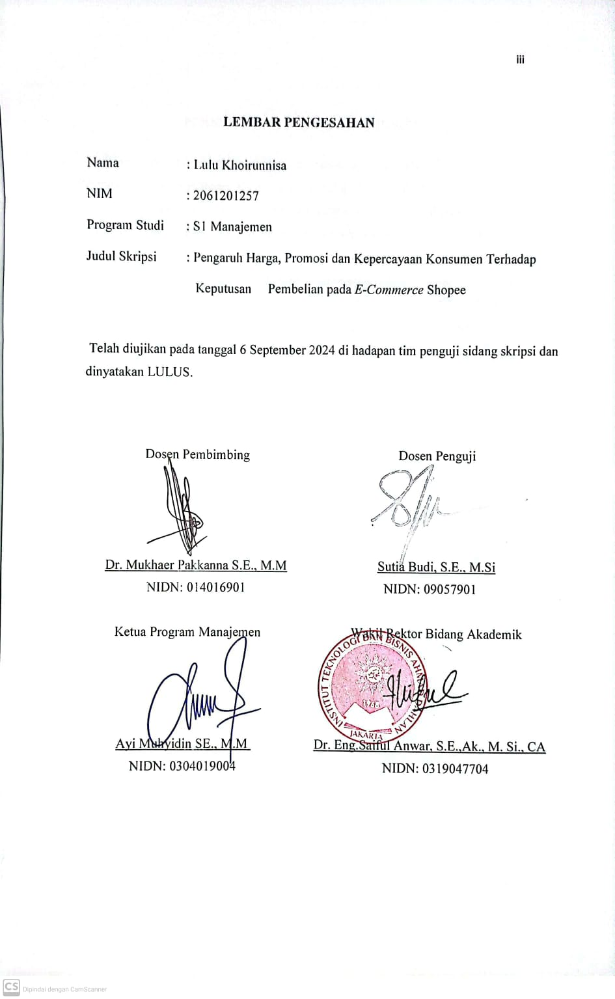 iii
LEMBAR PENGESAHAN
Nama : Lulu Khoirunnisa
NIM : 2061201257
Program Studi : S1 Manajemen
Judul Skripsi : Pengaruh Harga, Promosi dan Kepercayaan Konsumen Terhadap
Keputusan Pembelian pada E-Commerce Shopee
Telah diujikan pada tanggal 6 September 2024 di hadapan tim penguji sidang skripsi dan
dinyatakan LULUS.
Dosen Pembimbing
Dr. Mukhaer Pakkanna S.E., M.M
NIDN: 014016901
Dosen Penguji
Sutia Budi, S.E., M.Si
NIDN: 09057901
Ketua Program Manajemen
Ayi Muhyidin SE., M.M
NIDN: 0304019004
Wakil Rektor Bidang Akademik
INSTITUT TEKNOLOGI DAN BISNIS AHMAD DAHLAN
JAKARTA
Dr. Eng.Saiful Anwar, S.E.,Ak., M. Si., CA
NIDN: 0319047704
CS Dipindai dengan CamScanner